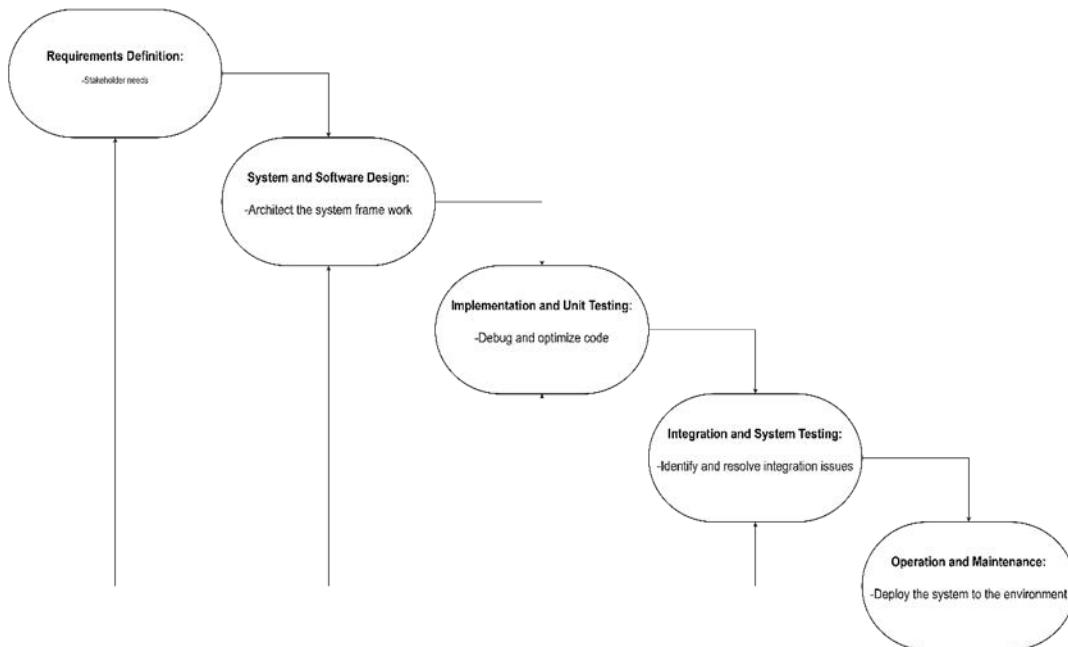 Requirements Definition:
-Stakeholder needs
System and Software Design:
-Architect the system frame work
Implementation and Unit Testing:
-Debug and optimize code
Integration and System Testing:
-Identify and resolve integration issues
Operation and Maintenance:
-Deploy the system to the environment